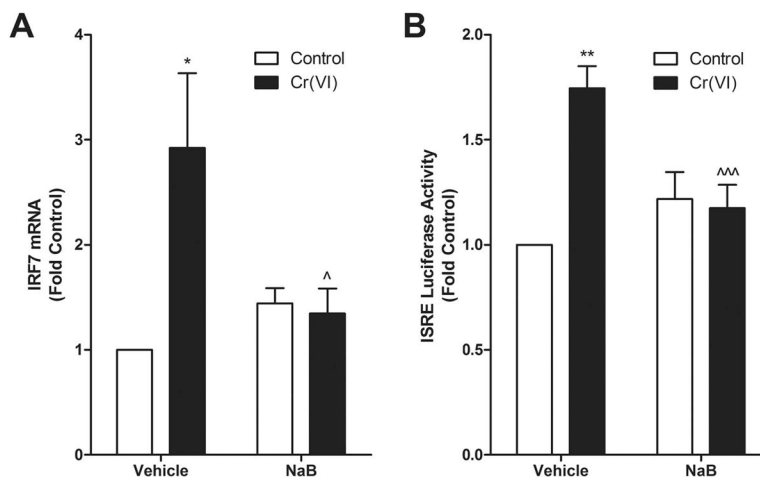 A
IRF7 mRNA
(Fold Control)
4
3
2
1
0
Control
Cr(VI)
*
^
Vehicle
NaB
B
ISRE Luciferase Activity
(Fold Control)
2.0
1.5
1.0
0.5
0.0
Control
Cr(VI)
**
^^^
Vehicle
NaB